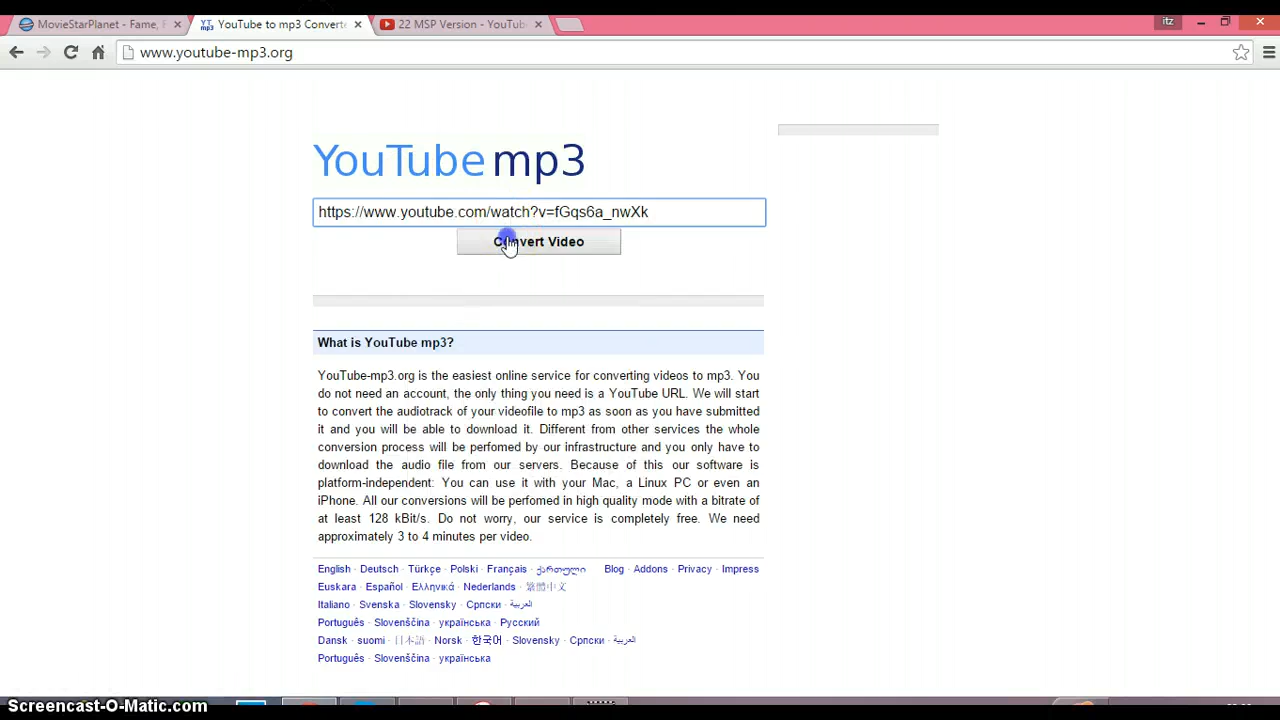 MovieStarPlanet - Fame, F
YouTube to mp3 Converte
22 MSP Version - YouTube
itz
www.youtube-mp3.org
YouTube mp3
https://www.youtube.com/watch?v=fGqs6a_nwXk
Convert Video
What is YouTube mp3?
YouTube-mp3.org is the easiest online service for converting videos to mp3. You
do not need an account, the only thing you need is a YouTube URL. We will start
to convert the audiotrack of your videofile to mp3 as soon as you have submitted
it and you will be able to download it. Different from other services the whole
conversion process will be perfomed by our infrastructure and you only have to
download the audio file from our servers. Because of this our software is
platform-independent: You can use it with your Mac, a Linux PC or even an
iPhone. All our conversions will be perfomed in high quality mode with a bitrate of
at least 128 kBit/s. Do not worry, our service is completely free. We need
approximately 3 to 4 minutes per video.
English · Deutsch · Türkçe · Polski · Français · ქართული Blog · Addons · Privacy · Impress
Euskara · Español · Ελληνικά · Nederlands · 繁體中文
Italiano · Svenska · Slovensky · Српски · العربية
Português · Slovenščina · українська · Русский
Dansk · suomi · 日本語 · Norsk · 한국어 · Slovensky · Српски · العربية
Português · Slovenščina · українська
Screencast-O-Matic.com